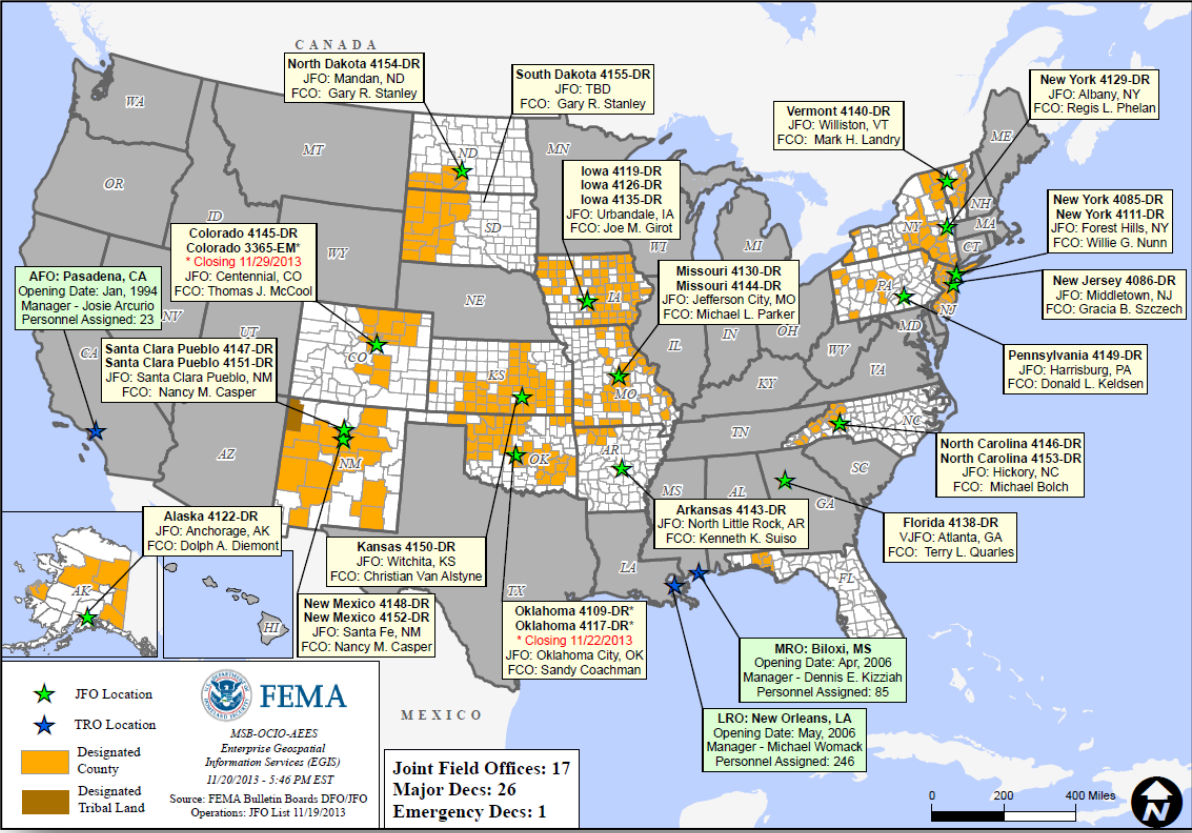 CANADA
North Dakota 4154-DR
JFO: Mandan, ND
FCO: Gary R. Stanley
South Dakota 4155-DR
JFO: TBD
FCO: Gary R. Stanley
New York 4129-DR
JFO: Albany, NY
FCO: Regis L. Phelan
Vermont 4140-DR
JFO: Williston, VT
FCO: Mark H. Landry
Iowa 4119-DR
Iowa 4126-DR
Iowa 4135-DR
JFO: Urbandale, IA
FCO: Joe M. Girot
New York 4085-DR
New York 4111-DR
JFO: Forest Hills, NY
FCO: Willie G. Nunn
Colorado 4145-DR
Colorado 3365-EM*
* Closing 11/29/2013
JFO: Centennial, CO
FCO: Thomas J. McCool
AFO: Pasadena, CA
Opening Date: Jan, 1994
Manager - Josie Arcurio
Personnel Assigned: 23
Missouri 4130-DR
Missouri 4144-DR
JFO: Jefferson City, MO
FCO: Michael L. Parker
New Jersey 4086-DR
JFO: Middletown, NJ
FCO: Gracia B. Szczech
Santa Clara Pueblo 4147-DR
Santa Clara Pueblo 4151-DR
JFO: Santa Clara Pueblo, NM
FCO: Nancy M. Casper
Pennsylvania 4149-DR
JFO: Harrisburg, PA
FCO: Donald L. Keldsen
North Carolina 4146-DR
North Carolina 4153-DR
JFO: Hickory, NC
FCO: Michael Bolch
Alaska 4122-DR
JFO: Anchorage, AK
FCO: Dolph A. Diemont
Arkansas 4143-DR
JFO: North Little Rock, AR
FCO: Kenneth K. Suiso
Florida 4138-DR
VJFO: Atlanta, GA
FCO: Terry L. Quarles
Kansas 4150-DR
JFO: Witchita, KS
FCO: Christian Van Alstyne
New Mexico 4148-DR
New Mexico 4152-DR
JFO: Santa Fe, NM
FCO: Nancy M. Casper
Oklahoma 4109-DR*
Oklahoma 4117-DR*
* Closing 11/22/2013
JFO: Oklahoma City, OK
FCO: Sandy Coachman
MRO: Biloxi, MS
Opening Date: Apr, 2006
Manager - Dennis E. Kizziah
Personnel Assigned: 85
LRO: New Orleans, LA
Opening Date: May, 2006
Manager - Michael Womack
Personnel Assigned: 246
WA
MT
ND
MN
ME
OR
ID
SD
WI
MI
NY
NH
MA
CT
WY
NE
IA
PA
NJ
NV
UT
CA
CO
KS
MO
IL
IN
OH
MD
WV
VA
KY
AZ
NM
OK
AR
TN
NC
SC
MS
AL
GA
TX
LA
FL
AK
HI
MEXICO
JFO Location
TRO Location
Designated
County
Designated
Tribal Land
FEMA
MSB-OCIO-AEES
Enterprise Geospatial
Information Services (EGIS)
11/20/2013 - 5:46 PM EST
Source: FEMA Bulletin Boards DFO/JFO
Operations: JFO List 11/19/2013
Joint Field Offices: 17
Major Decs: 26
Emergency Decs: 1
0 200 400 Miles
N